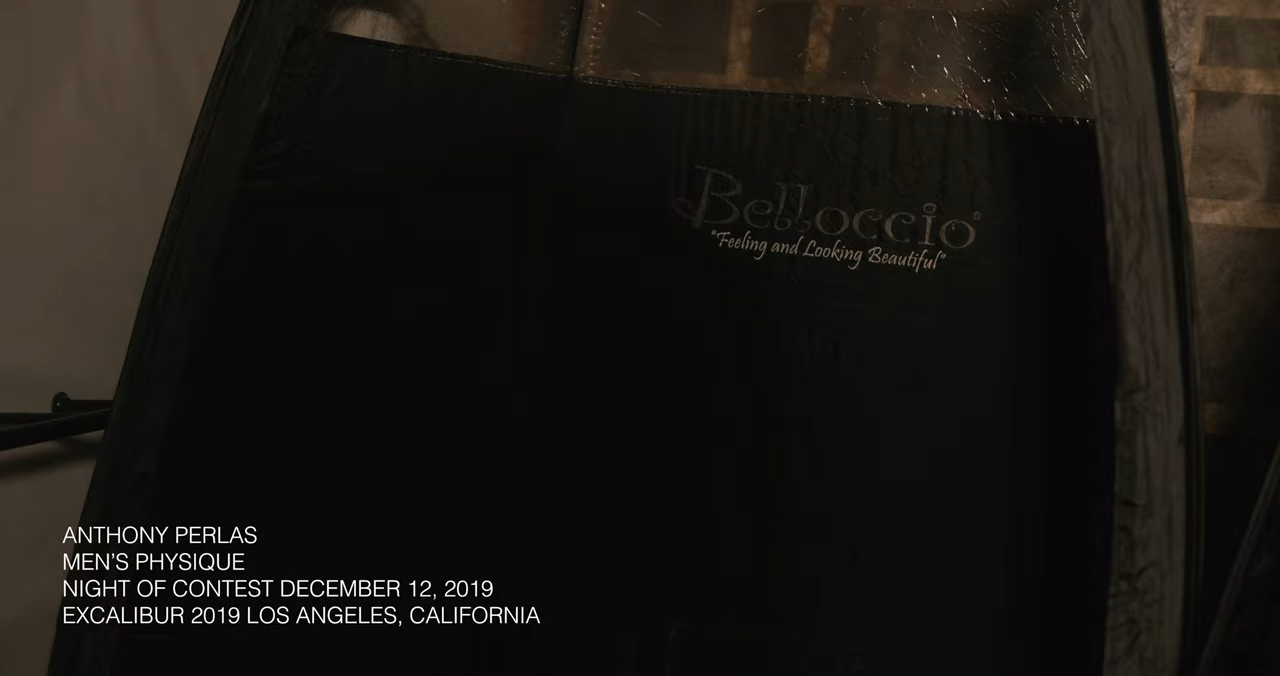 Belloccio®
"Feeling and Looking Beautiful"
ANTHONY PERLAS
MEN'S PHYSIQUE
NIGHT OF CONTEST DECEMBER 12, 2019
EXCALIBUR 2019 LOS ANGELES, CALIFORNIA